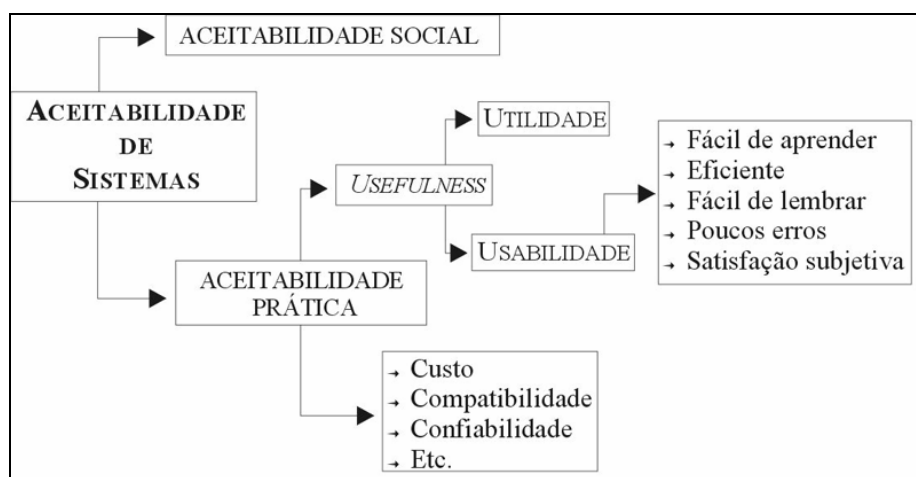 ACEITABILIDADE SOCIAL
ACEITABILIDADE
DE
SISTEMAS
UTILIDADE
USEFULNESS
USABILIDADE
→ Fácil de aprender
→ Eficiente
→ Fácil de lembrar
→ Poucos erros
→ Satisfação subjetiva
ACEITABILIDADE
PRÁTICA
→ Custo
→ Compatibilidade
→ Confiabilidade
→ Etc.